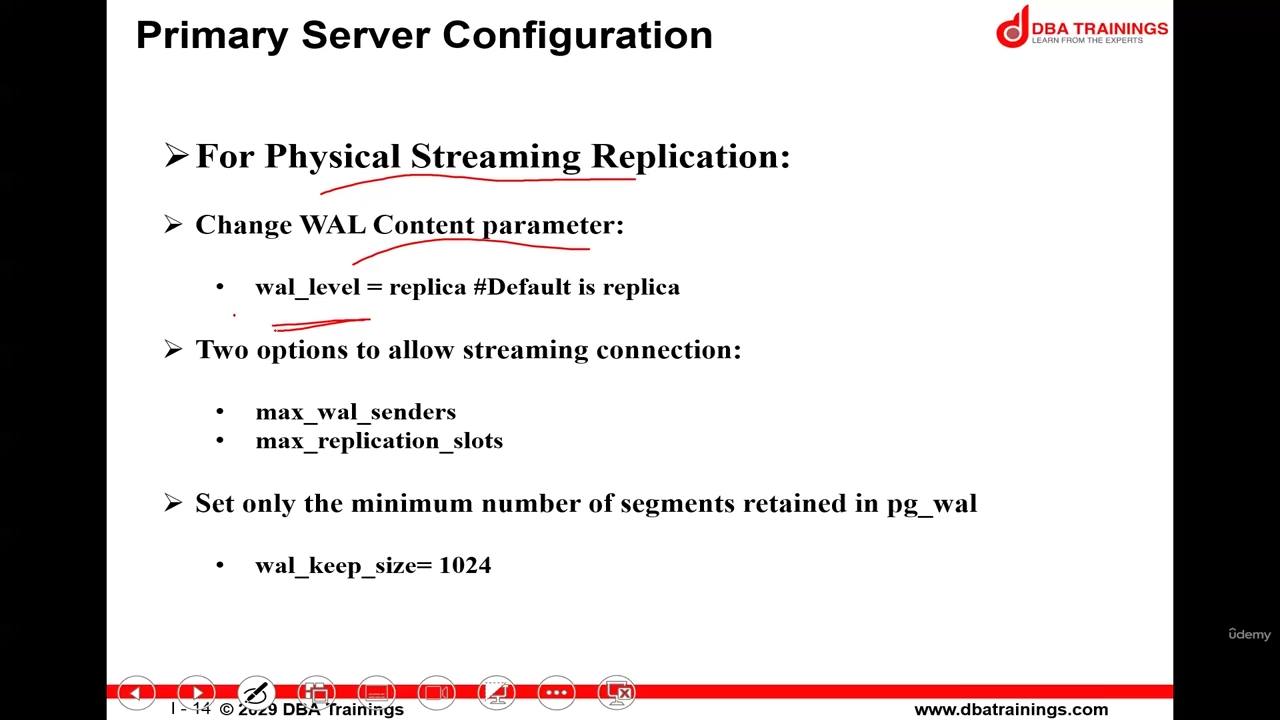 Primary Server Configuration
DBA TRAININGS
LEARN FROM THE EXPERTS
For Physical Streaming Replication:
Change WAL Content parameter:
wal_level = replica #Default is replica
Two options to allow streaming connection:
max_wal_senders
max_replication_slots
Set only the minimum number of segments retained in pg_wal
wal_keep_size= 1024
ûdemy
I - 14 © 2029 DBA Trainings
www.dbatrainings.com